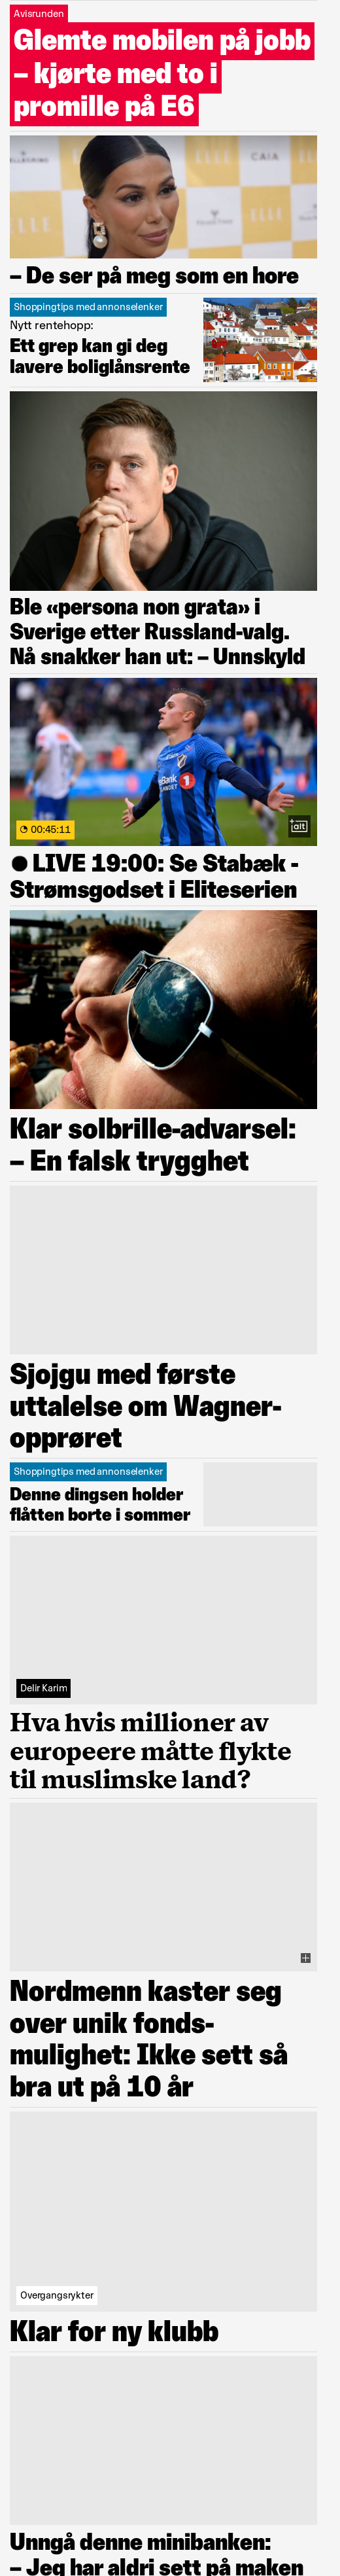 Avisrunden
Glemte mobilen på jobb
– kjørte med to i
promille på E6
CAIA
ELLE
– De ser på meg som en hore
Shoppingtips med annonselenker
Nytt rentehopp:
Ett grep kan gi deg
lavere boliglånsrente
Ble «persona non grata» i
Sverige etter Russland-valg.
Nå snakker han ut: – Unnskyld
Bank 1
00:45:11
+alt
LIVE 19:00: Se Stabæk -
Strømsgodset i Eliteserien
Klar solbrille-advarsel:
– En falsk trygghet
Sjojgu med første
uttalelse om Wagner-
opprøret
Shoppingtips med annonselenker
Denne dingsen holder
flåtten borte i sommer
Delir Karim
Hva hvis millioner av
europeere måtte flykte
til muslimske land?
Nordmenn kaster seg
over unik fonds-
mulighet: Ikke sett så
bra ut på 10 år
Overgangsrykter
Klar for ny klubb
Unngå denne minibanken:
– Jeg har aldri sett på maken